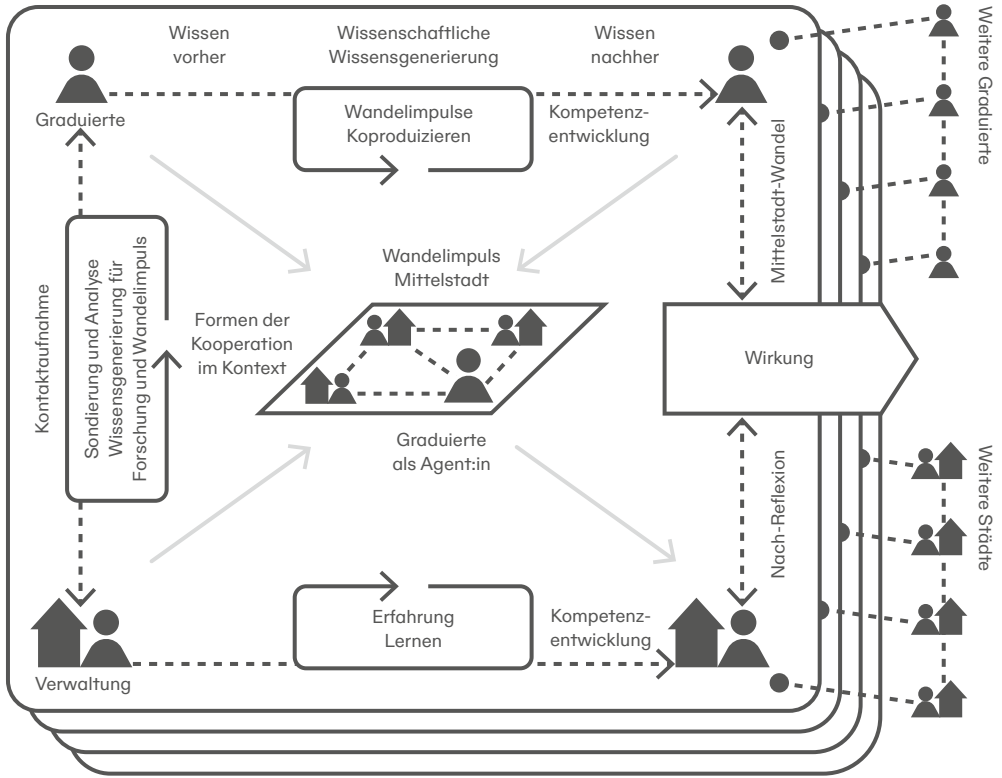 Wissen
vorher
Wissenschaftliche
Wissensgenerierung
Wissen
nachher
Graduierte
Wandelimpulse
Koproduzieren
Kompetenz-
entwicklung
Weitere Graduierte
Mittelstadt-Wandel
Kontaktaufnahme
Sondierung und Analyse
Wissensgenerierung für
Forschung und Wandelimpuls
Formen der
Kooperation
im Kontext
Wandelimpuls
Mittelstadt
Graduierte
als Agent:in
Wirkung
Nach-Reflexion
Weitere Städte
Verwaltung
Erfahrung
Lernen
Kompetenz-
entwicklung